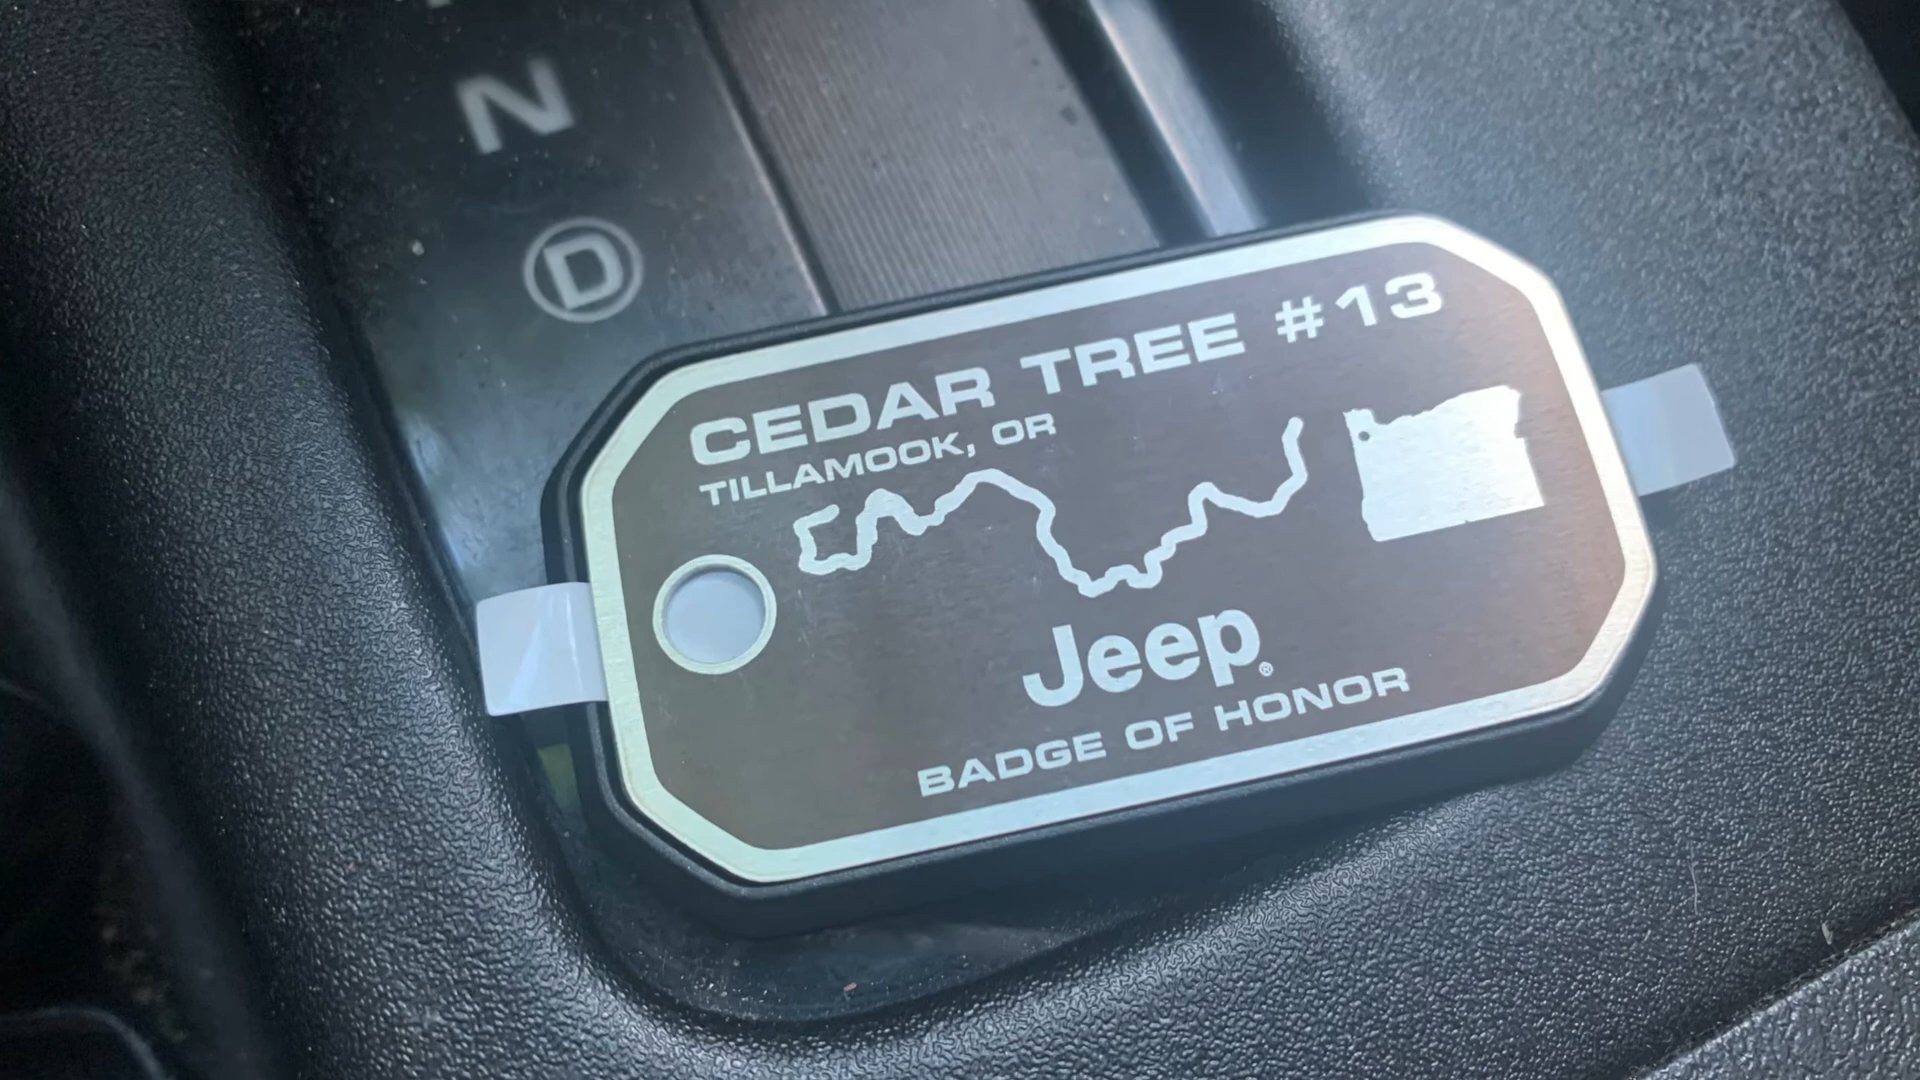 N
D
CEDAR TREE #13
TILLAMOOK, OR
Jeep®
BADGE OF HONOR